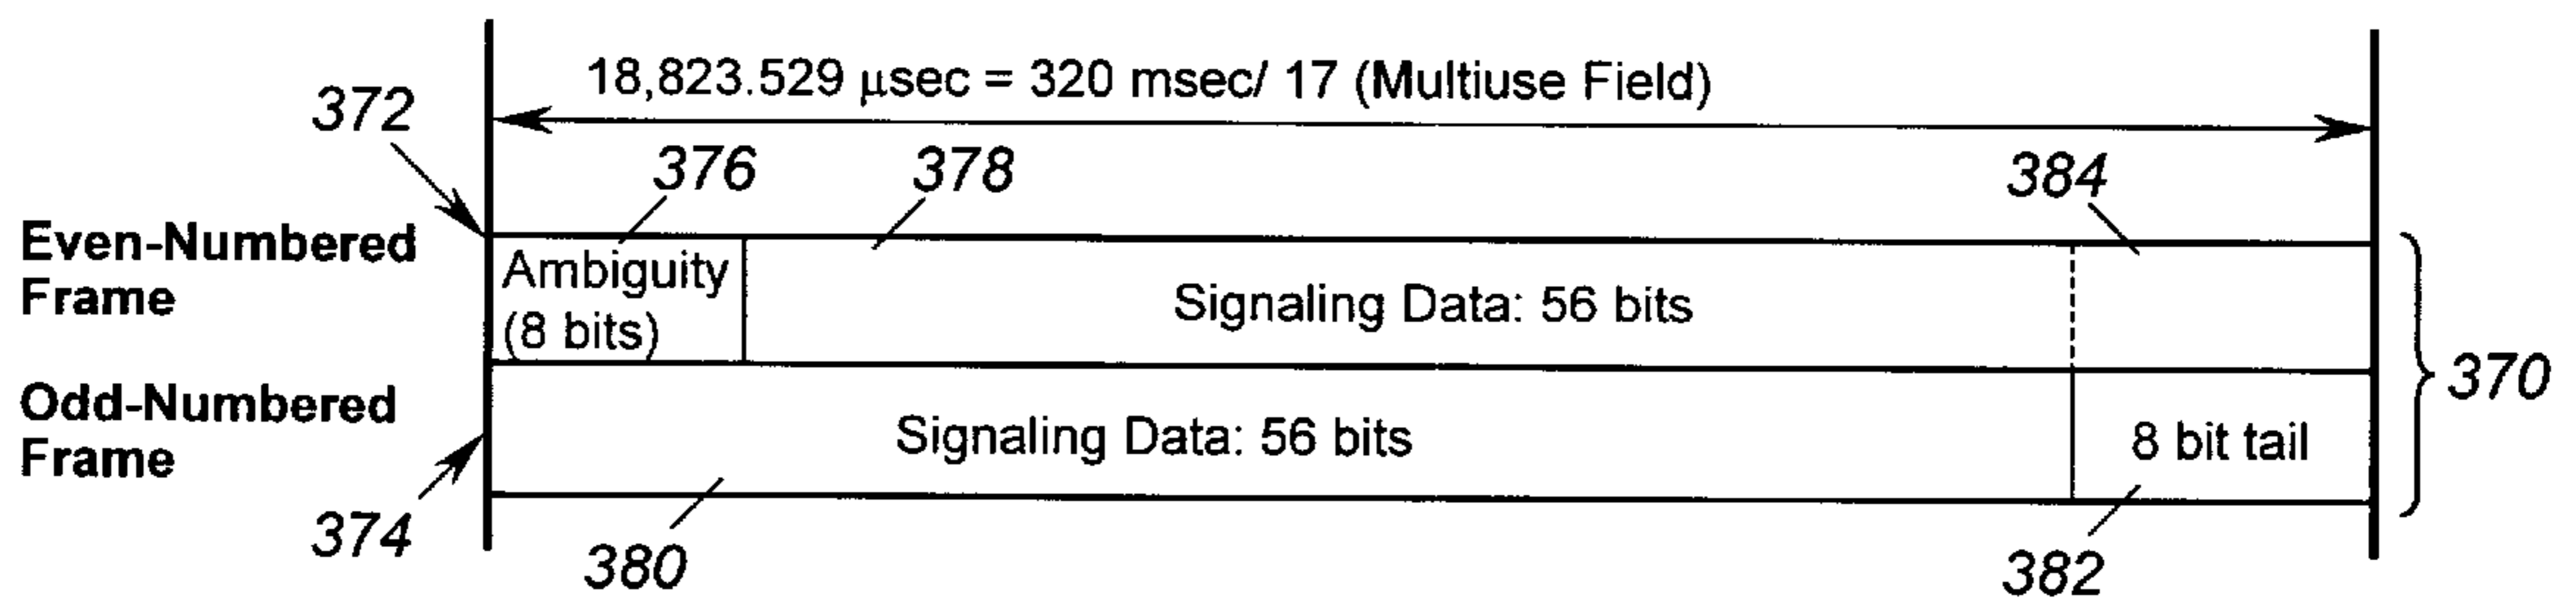 18,823.529 µsec = 320 msec/ 17 (Multiuse Field)
372
376
378
384
Even-Numbered
Frame
Ambiguity
(8 bits)
Signaling Data: 56 bits
370
Odd-Numbered
Frame
Signaling Data: 56 bits
8 bit tail
374
380
382